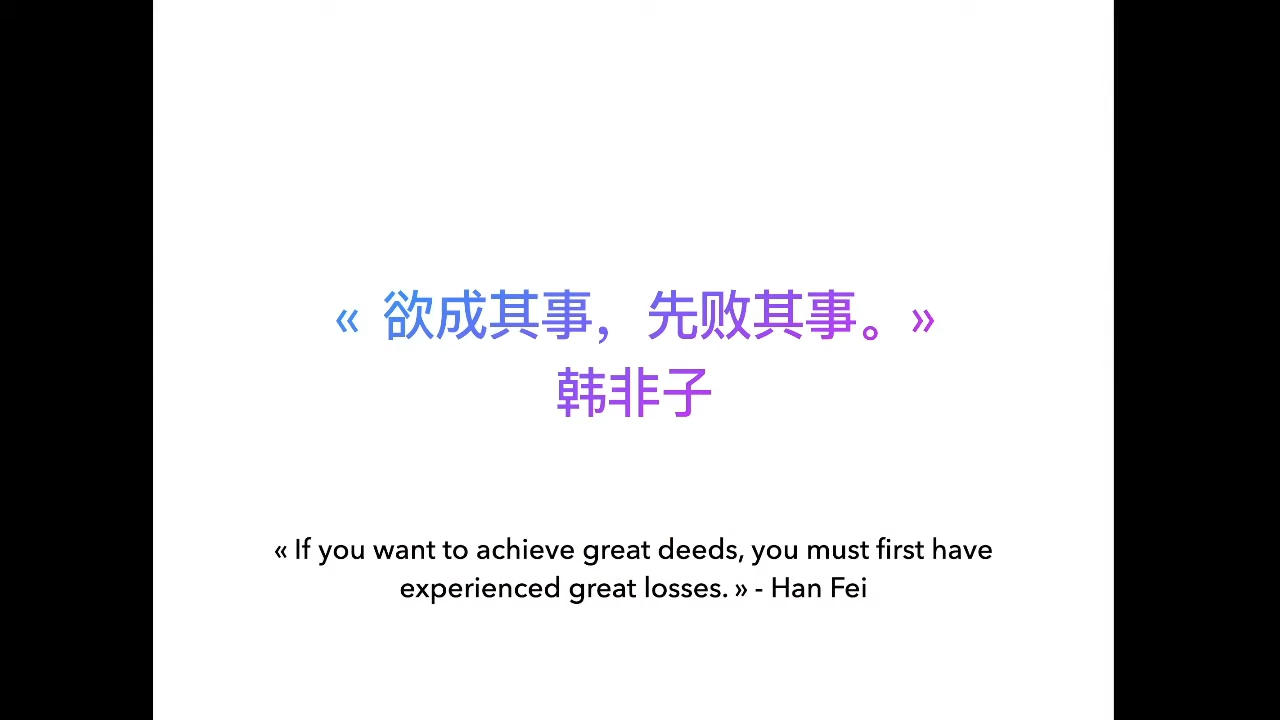 « 欲成其事，先败其事。»
韩非子
« If you want to achieve great deeds, you must first have
experienced great losses. » - Han Fei